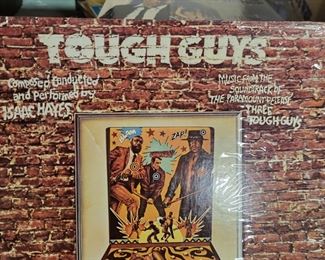 TOUGH GUYS
Composed Conducted
and Performed by
ISAAC HAYES
MUSIC FROM THE
SOUNDTRACK OF
THE PARAMOUNT RELEASE
THREE
TOUGH GUYS
ZAP!